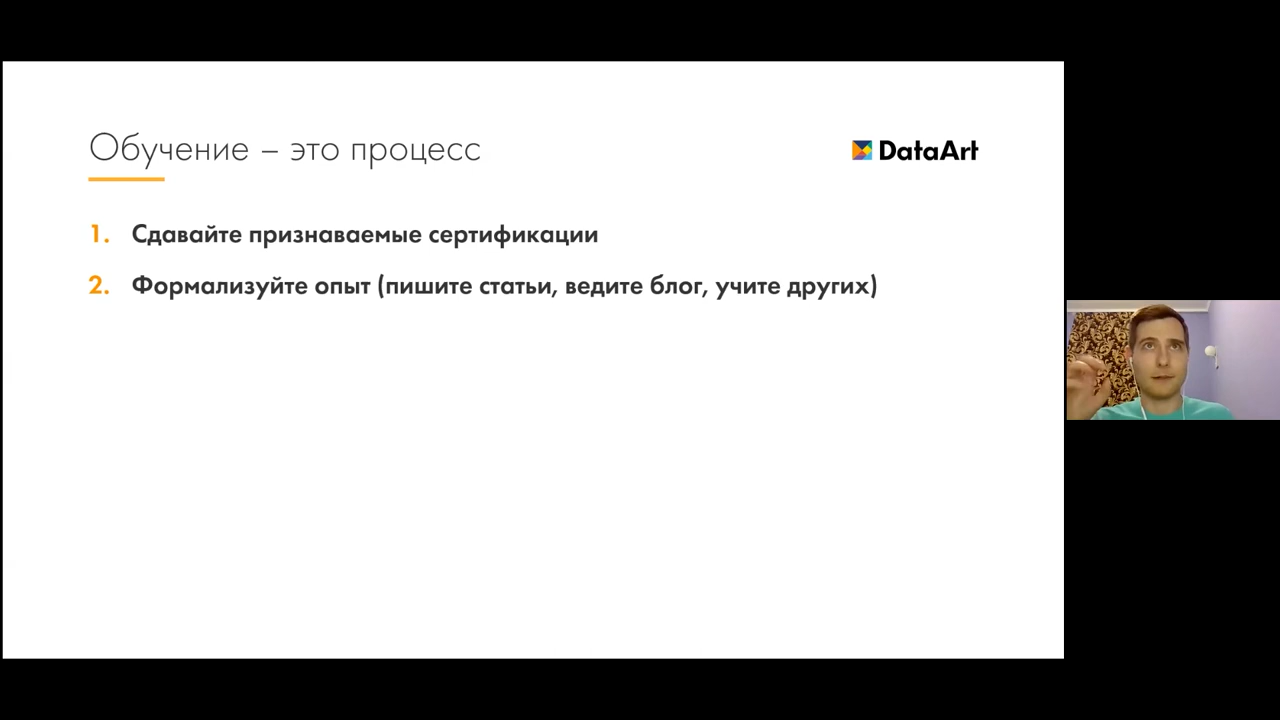 Обучение – это процесс
DataArt
1. Сдавайте признаваемые сертификации
2. Формализуйте опыт (пишите статьи, ведите блог, учите других)